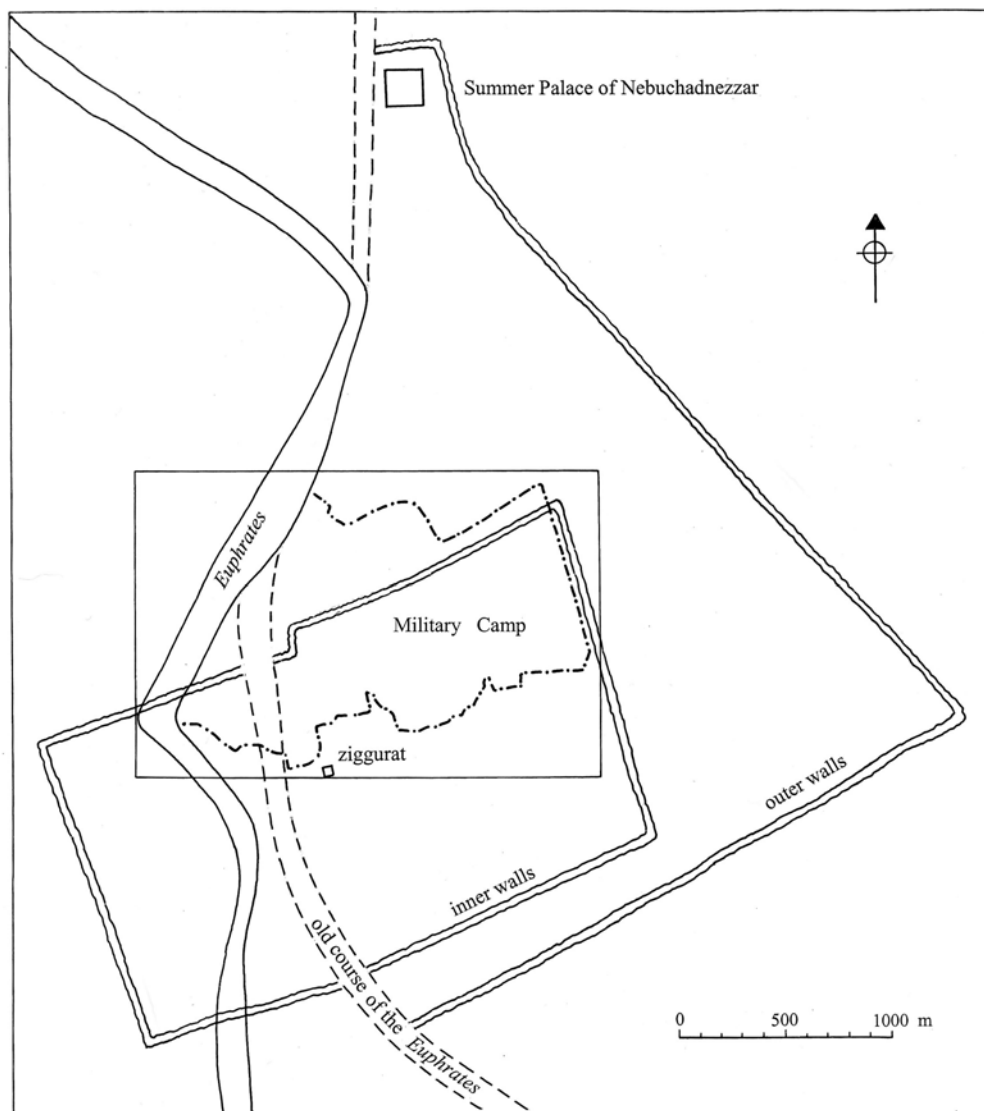 Summer Palace of Nebuchadnezzar
Euphrates
Military Camp
ziggurat
outer walls
inner walls
old course of the Euphrates
0 500 1000 m